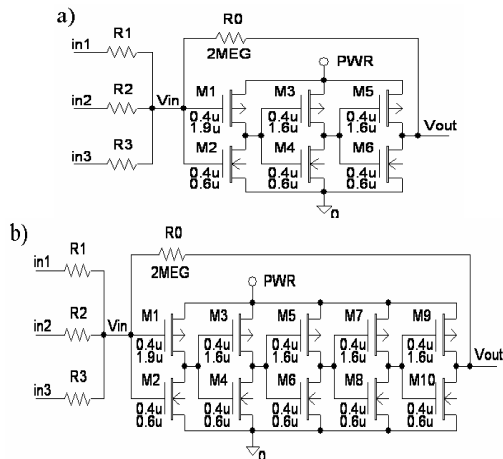 a)
R0
2MEG
R1
in1
PWR
M1
M3
M5
in2
R2
Vin
0.4u
1.9u
0.4u
1.6u
0.4u
1.6u
Vout
in3
R3
M2
M4
M6
0.4u
0.6u
0.4u
0.6u
0.4u
0.6u
0
b)
R0
2MEG
R1
in1
PWR
M1
M3
M5
M7
M9
in2
R2
Vin
0.4u
1.9u
0.4u
1.6u
0.4u
1.6u
0.4u
1.6u
0.4u
1.6u
Vout
in3
R3
M2
M4
M6
M8
M10
0.4u
0.6u
0.4u
0.6u
0.4u
0.6u
0.4u
0.6u
0.4u
0.6u
0